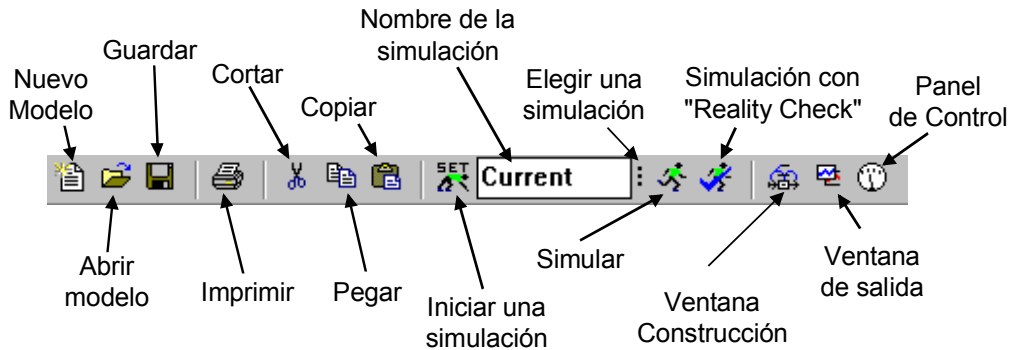 Nombre de la
simulación
Guardar
Nuevo
Modelo
Cortar
Copiar
Elegir una
simulación
Simulación con
"Reality Check"
Panel
de Control
SET
Current
Abrir
modelo
Imprimir
Pegar
Iniciar una
simulación
Simular
Ventana
Construcción
Ventana
de salida